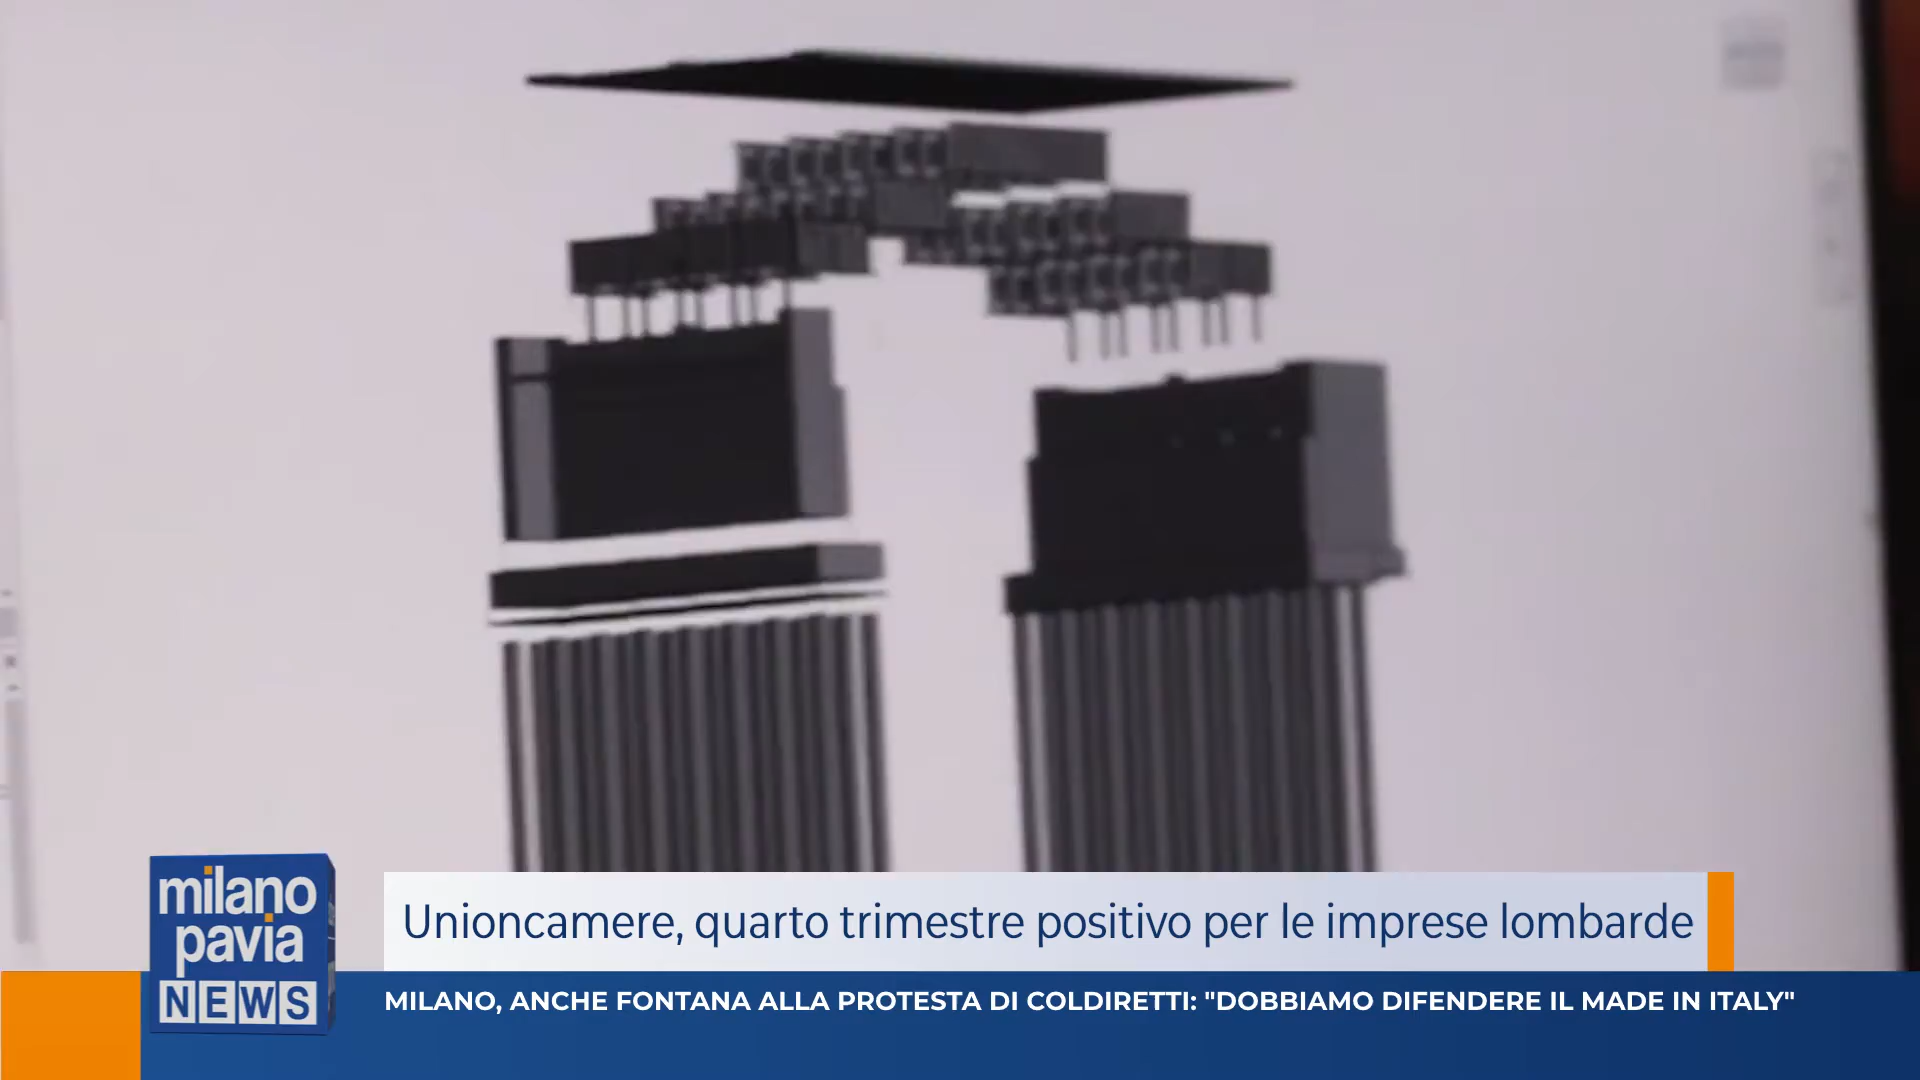 Unioncamere, quarto trimestre positivo per le imprese lombarde
milano
pavia
NEWS
MILANO, ANCHE FONTANA ALLA PROTESTA DI COLDIRETTI: "DOBBIAMO DIFENDERE IL MADE IN ITALY"